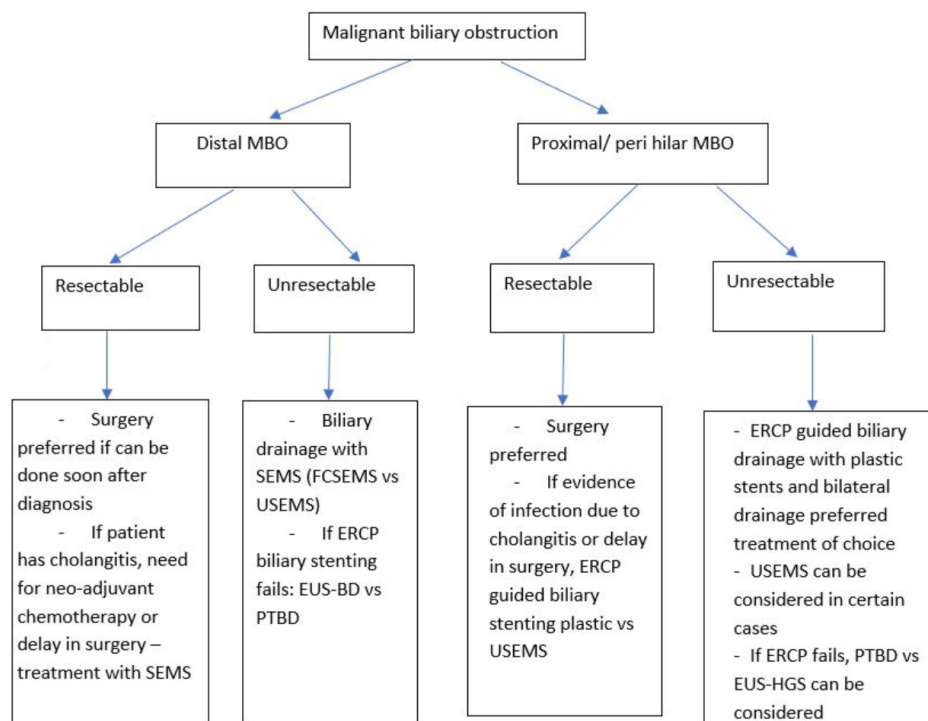 Malignant biliary obstruction
Distal MBO
Proximal/ peri hilar MBO
Resectable
Unresectable
Resectable
Unresectable
- Surgery
preferred if can be
done soon after
diagnosis
- If patient
has cholangitis, need
for neo-adjuvant
chemotherapy or
delay in surgery –
treatment with SEMS
- Biliary
drainage with
SEMS (FCSEMS vs
USEMS)
- If ERCP
biliary stenting
fails: EUS-BD vs
PTBD
- Surgery
preferred
- If evidence
of infection due to
cholangitis or delay
in surgery, ERCP
guided biliary
stenting plastic vs
USEMS
- ERCP guided biliary
drainage with plastic
stents and bilateral
drainage preferred
treatment of choice
- USEMS can be
considered in certain
cases
- If ERCP fails, PTBD vs
EUS-HGS can be
considered